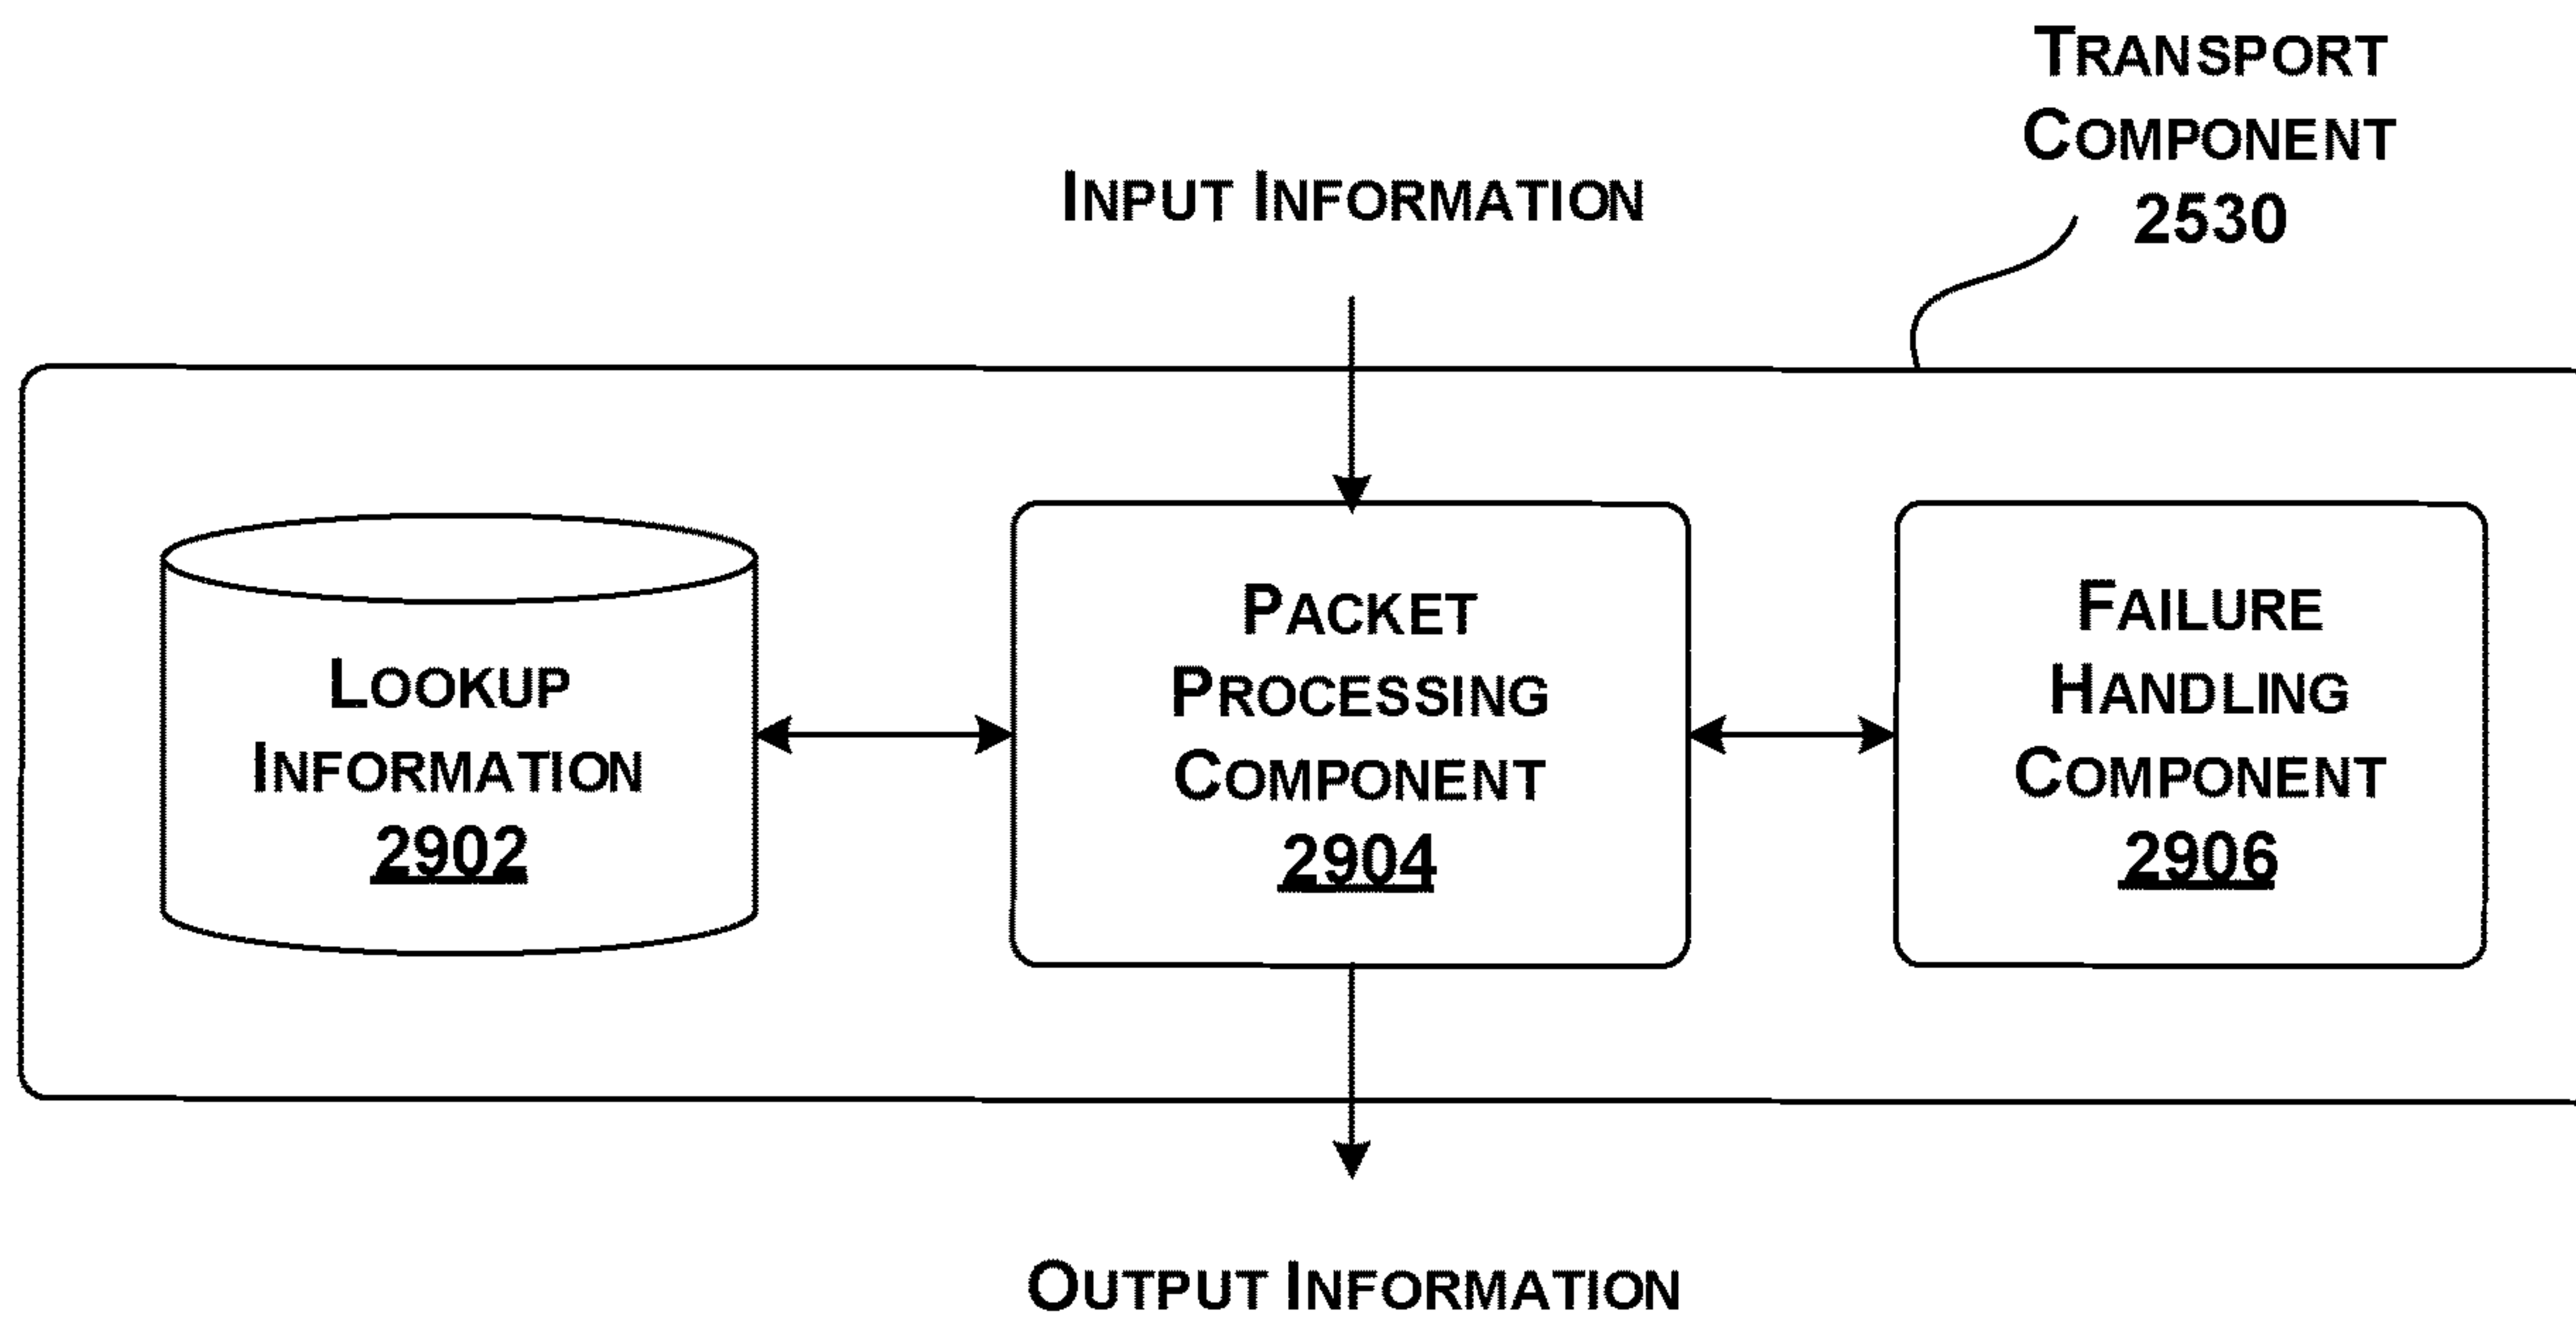 TRANSPORT
COMPONENT
2530
INPUT INFORMATION
LOOKUP
INFORMATION
2902
PACKET
PROCESSING
COMPONENT
2904
FAILURE
HANDLING
COMPONENT
2906
OUTPUT INFORMATION